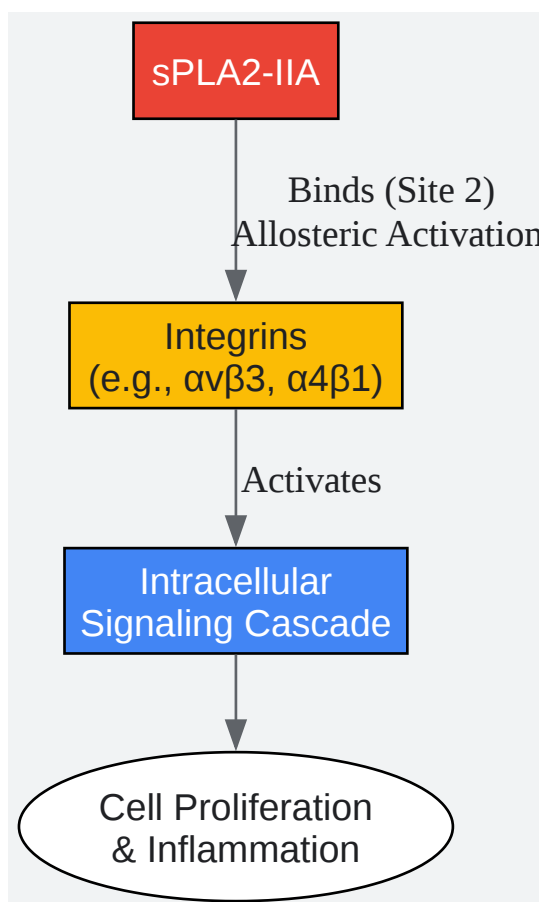 sPLA2-IIA
Binds (Site 2)
Allosteric Activation
Integrins
(e.g., αvβ3, α4β1)
Activates
Intracellular
Signaling Cascade
Cell Proliferation
& Inflammation